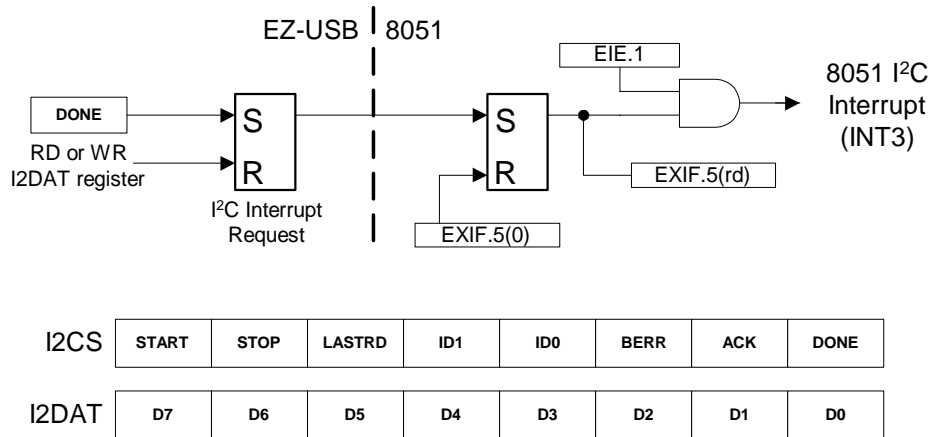 EZ-USB 8051
EIE.1
8051 I²C
Interrupt
(INT3)
DONE
S
R
S
R
RD or WR
I2DAT register
EXIF.5(rd)
I²C Interrupt
Request
EXIF.5(0)
I2CS START STOP LASTRD ID1 ID0 BERR ACK DONE
I2DAT D7 D6 D5 D4 D3 D2 D1 D0